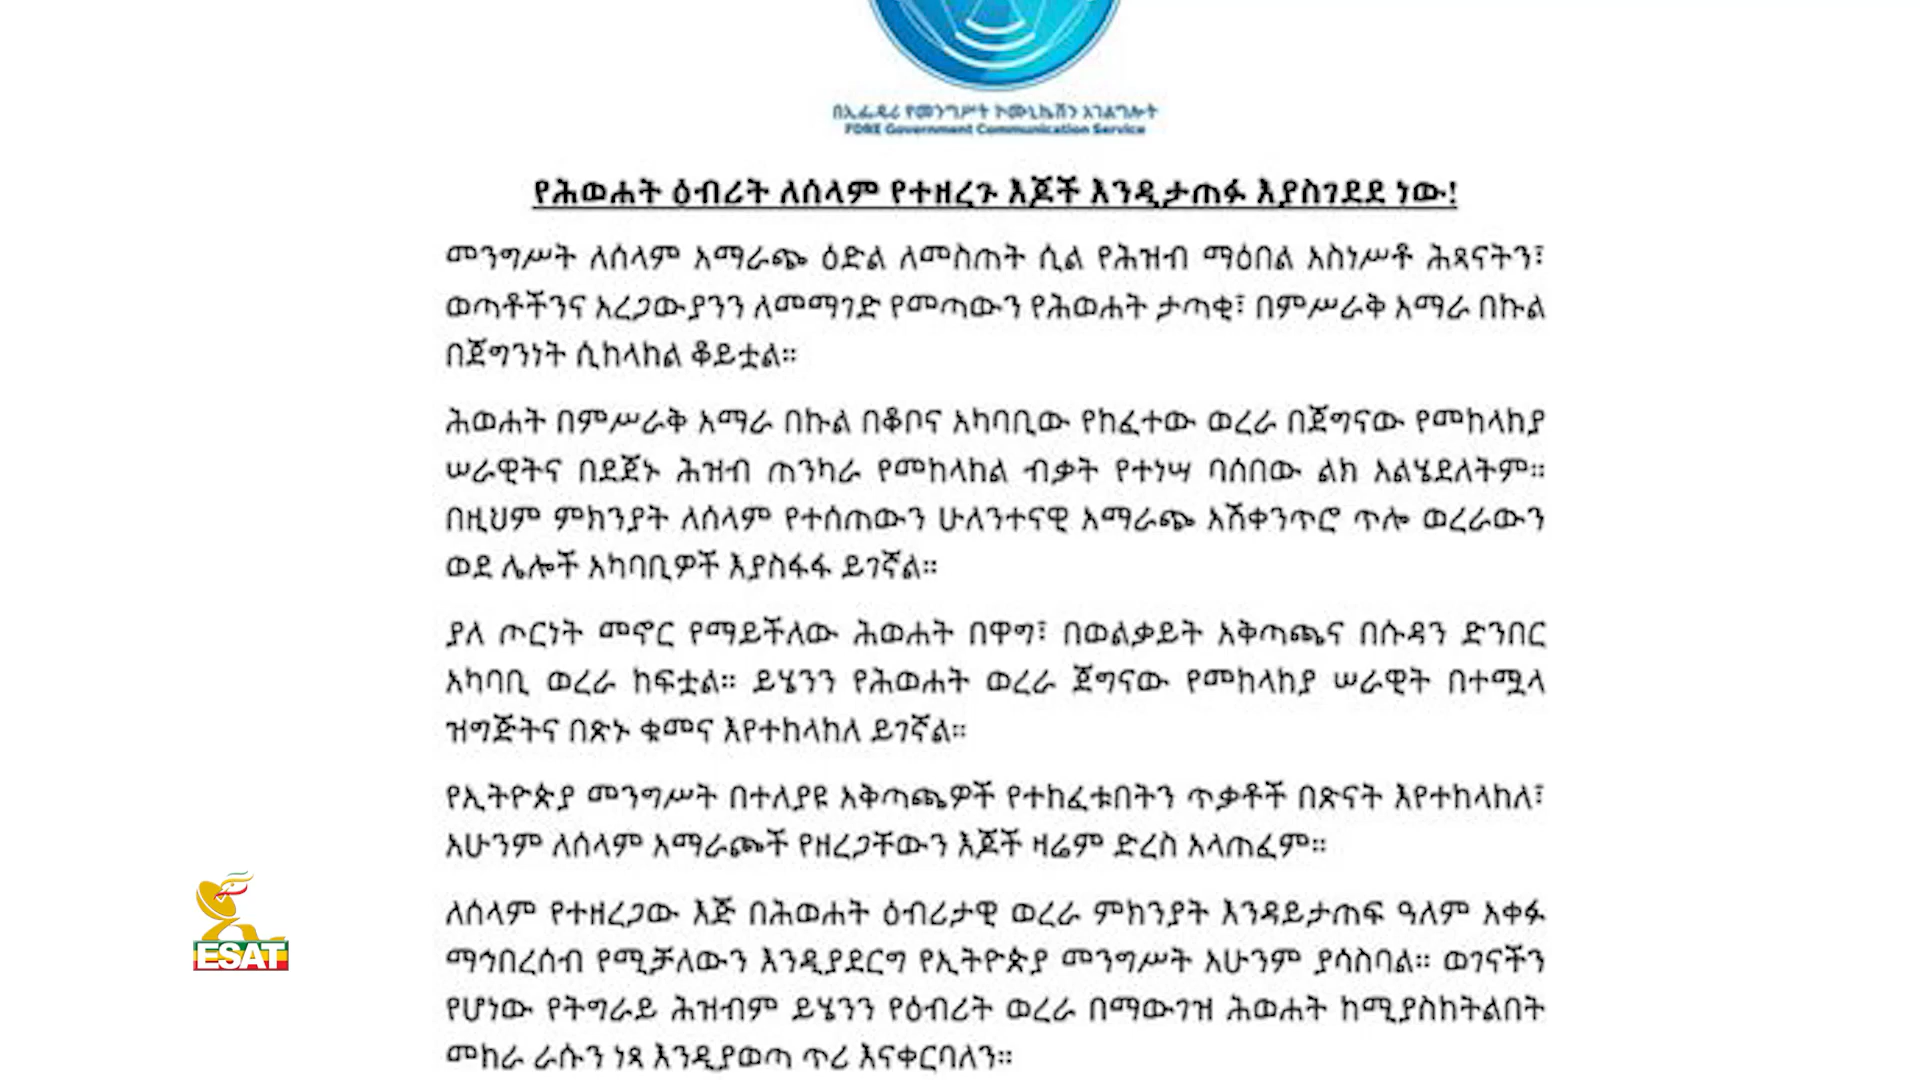 በኢፌዲሪ የመንግሥት ኮሙኒኬሽን አገልግሎት
FDRE Government Communication Service
የሕወሐት ዕብሪት ለሰላም የተዘረጉ እጆች እንዲታጠፉ እያስገደደ ነው!
መንግሥት ለሰላም አማራጭ ዕድል ለመስጠት ሲል የሕዝብ ማዕበል አስነሥቶ ሕጻናትን፣
ወጣቶችንና አረጋውያንን ለመማገድ የመጣውን የሕወሐት ታጣቂ፣ በምሥራቅ አማራ በኩል
በጀግንነት ሲከላከል ቆይቷል።
ሕወሐት በምሥራቅ አማራ በኩል በቆቦና አካባቢው የከፈተው ወረራ በጀግናው የመከላከያ
ሠራዊትና በደጀኑ ሕዝብ ጠንካራ የመከላከል ብቃት የተነሣ ባሰበው ልክ አልሄደለትም።
በዚህም ምክንያት ለሰላም የተሰጠውን ሁለንተናዊ አማራጭ አሽቀንጥሮ ጥሎ ወረራውን
ወደ ሌሎች አካባቢዎች እያስፋፋ ይገኛል።
ያለ ጦርነት መኖር የማይችለው ሕወሐት በዋግ፣ በወልቃይት አቅጣጫና በሱዳን ድንበር
አካባቢ ወረራ ከፍቷል። ይሄንን የሕወሐት ወረራ ጀግናው የመከላከያ ሠራዊት በተሟላ
ዝግጅትና በጽኑ ቁመና እየተከላከለ ይገኛል።
የኢትዮጵያ መንግሥት በተለያዩ አቅጣጫዎች የተከፈቱበትን ጥቃቶች በጽናት እየተከላከለ፣
አሁንም ለሰላም አማራጮች የዘረጋቸውን እጆች ዛሬም ድረስ አላጠፈም።
ለሰላም የተዘረጋው እጅ በሕወሐት ዕብሪታዊ ወረራ ምክንያት እንዳይታጠፍ ዓለም አቀፉ
ማኅበረሰብ የሚቻለውን እንዲያደርግ የኢትዮጵያ መንግሥት አሁንም ያሳስባል። ወገናችን
የሆነው የትግራይ ሕዝብም ይሄንን የዕብሪት ወረራ በማውገዝ ሕወሐት ከሚያስከትልበት
መከራ ራሱን ነጻ እንዲያወጣ ጥሪ እናቀርባለን።
ESAT